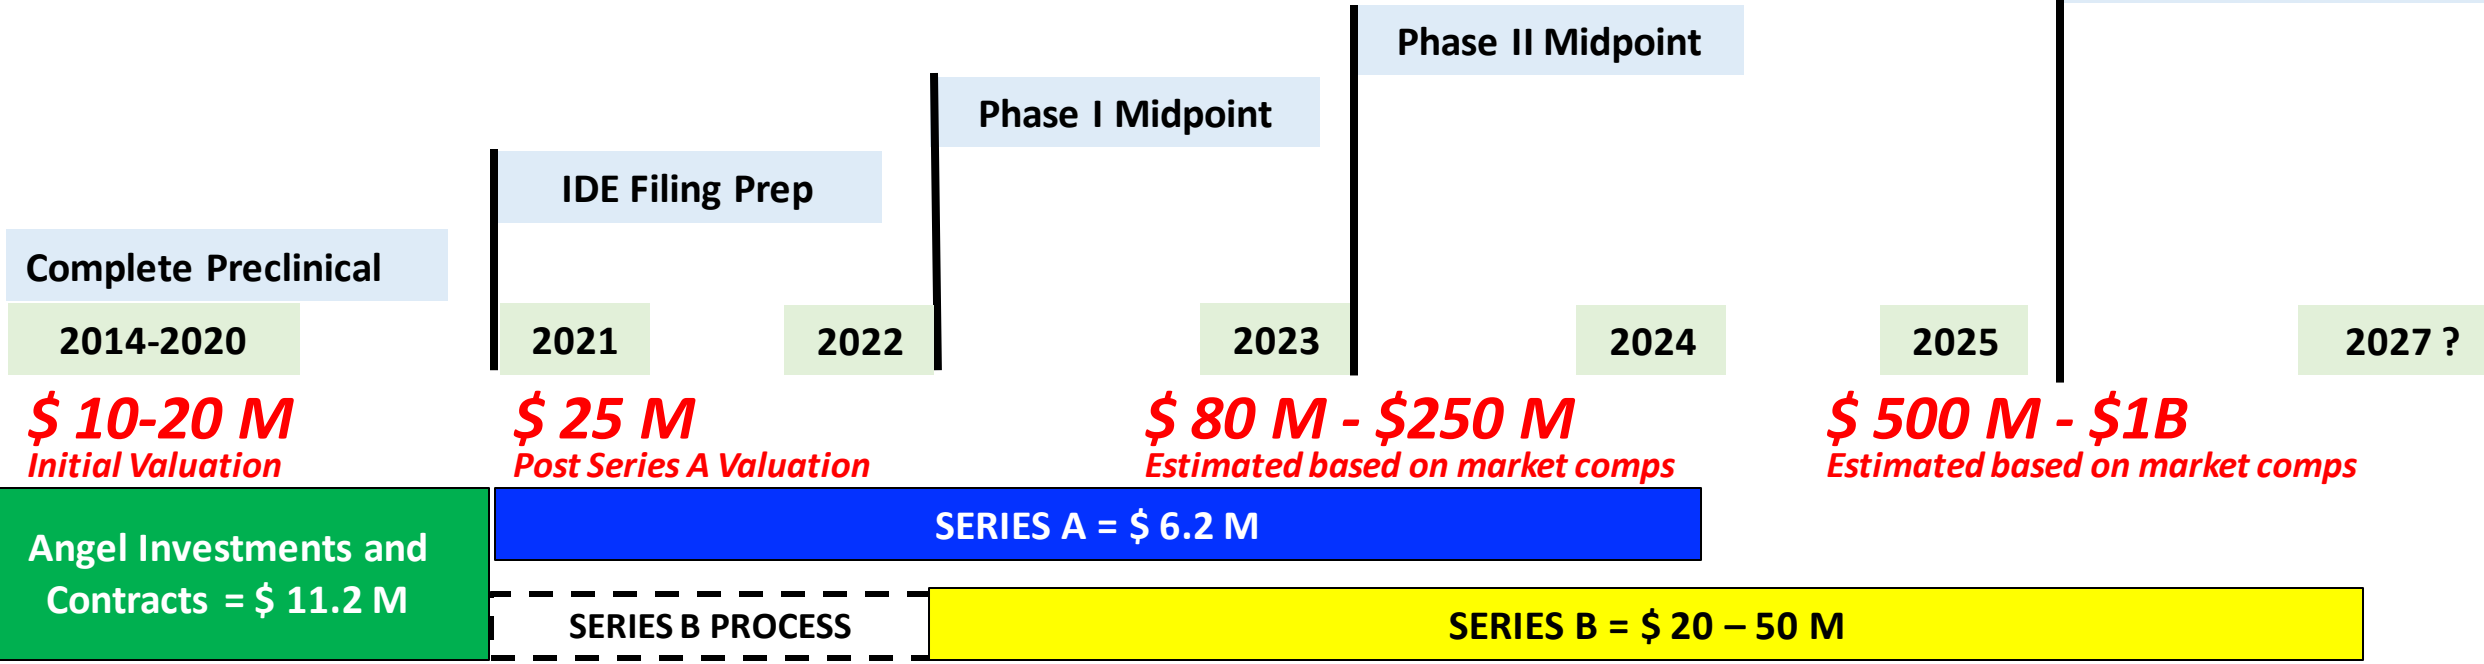 Phase II Midpoint
Phase I Midpoint
IDE Filing Prep
Complete Preclinical
2014-2020
2021
2022
2023
2024
2025
2027 ?
$ 10-20 M
Initial Valuation
$ 25 M
Post Series A Valuation
$ 80 M - $250 M
Estimated based on market comps
$ 500 M - $1B
Estimated based on market comps
Angel Investments and
Contracts = $ 11.2 M
SERIES A = $ 6.2 M
SERIES B PROCESS
SERIES B = $ 20 – 50 M